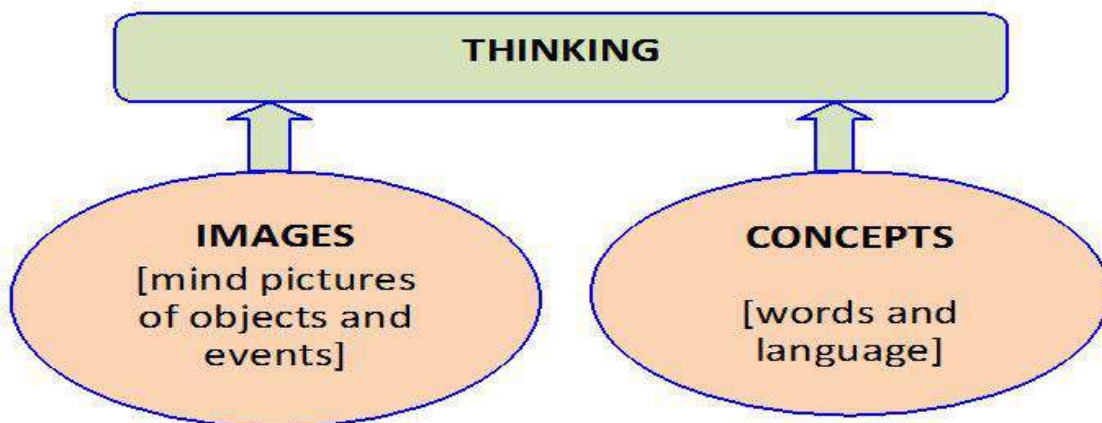 THINKING
IMAGES
[mind pictures
of objects and
events]
CONCEPTS
[words and
language]